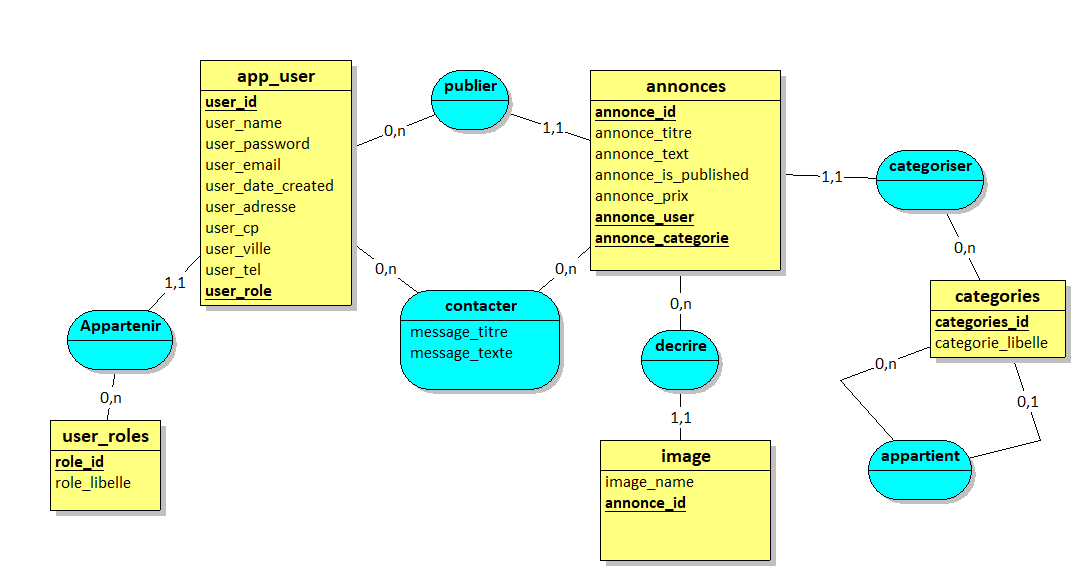 app_user
user_id
user_name
user_password
user_email
user_date_created
user_adresse
user_cp
user_ville
user_tel
user_role
publier
0,n
1,1
annonces
annonce_id
annonce_titre
annonce_text
annonce_is_published
annonce_prix
annonce_user
annonce_categorie
1,1
categoriser
0,n
categories
categories_id
categorie_libelle
0,n
0,1
appartient
0,n
0,n
contacter
message_titre
message_texte
0,n
decrire
1,1
image
image_name
annonce_id
1,1
Appartenir
0,n
user_roles
role_id
role_libelle